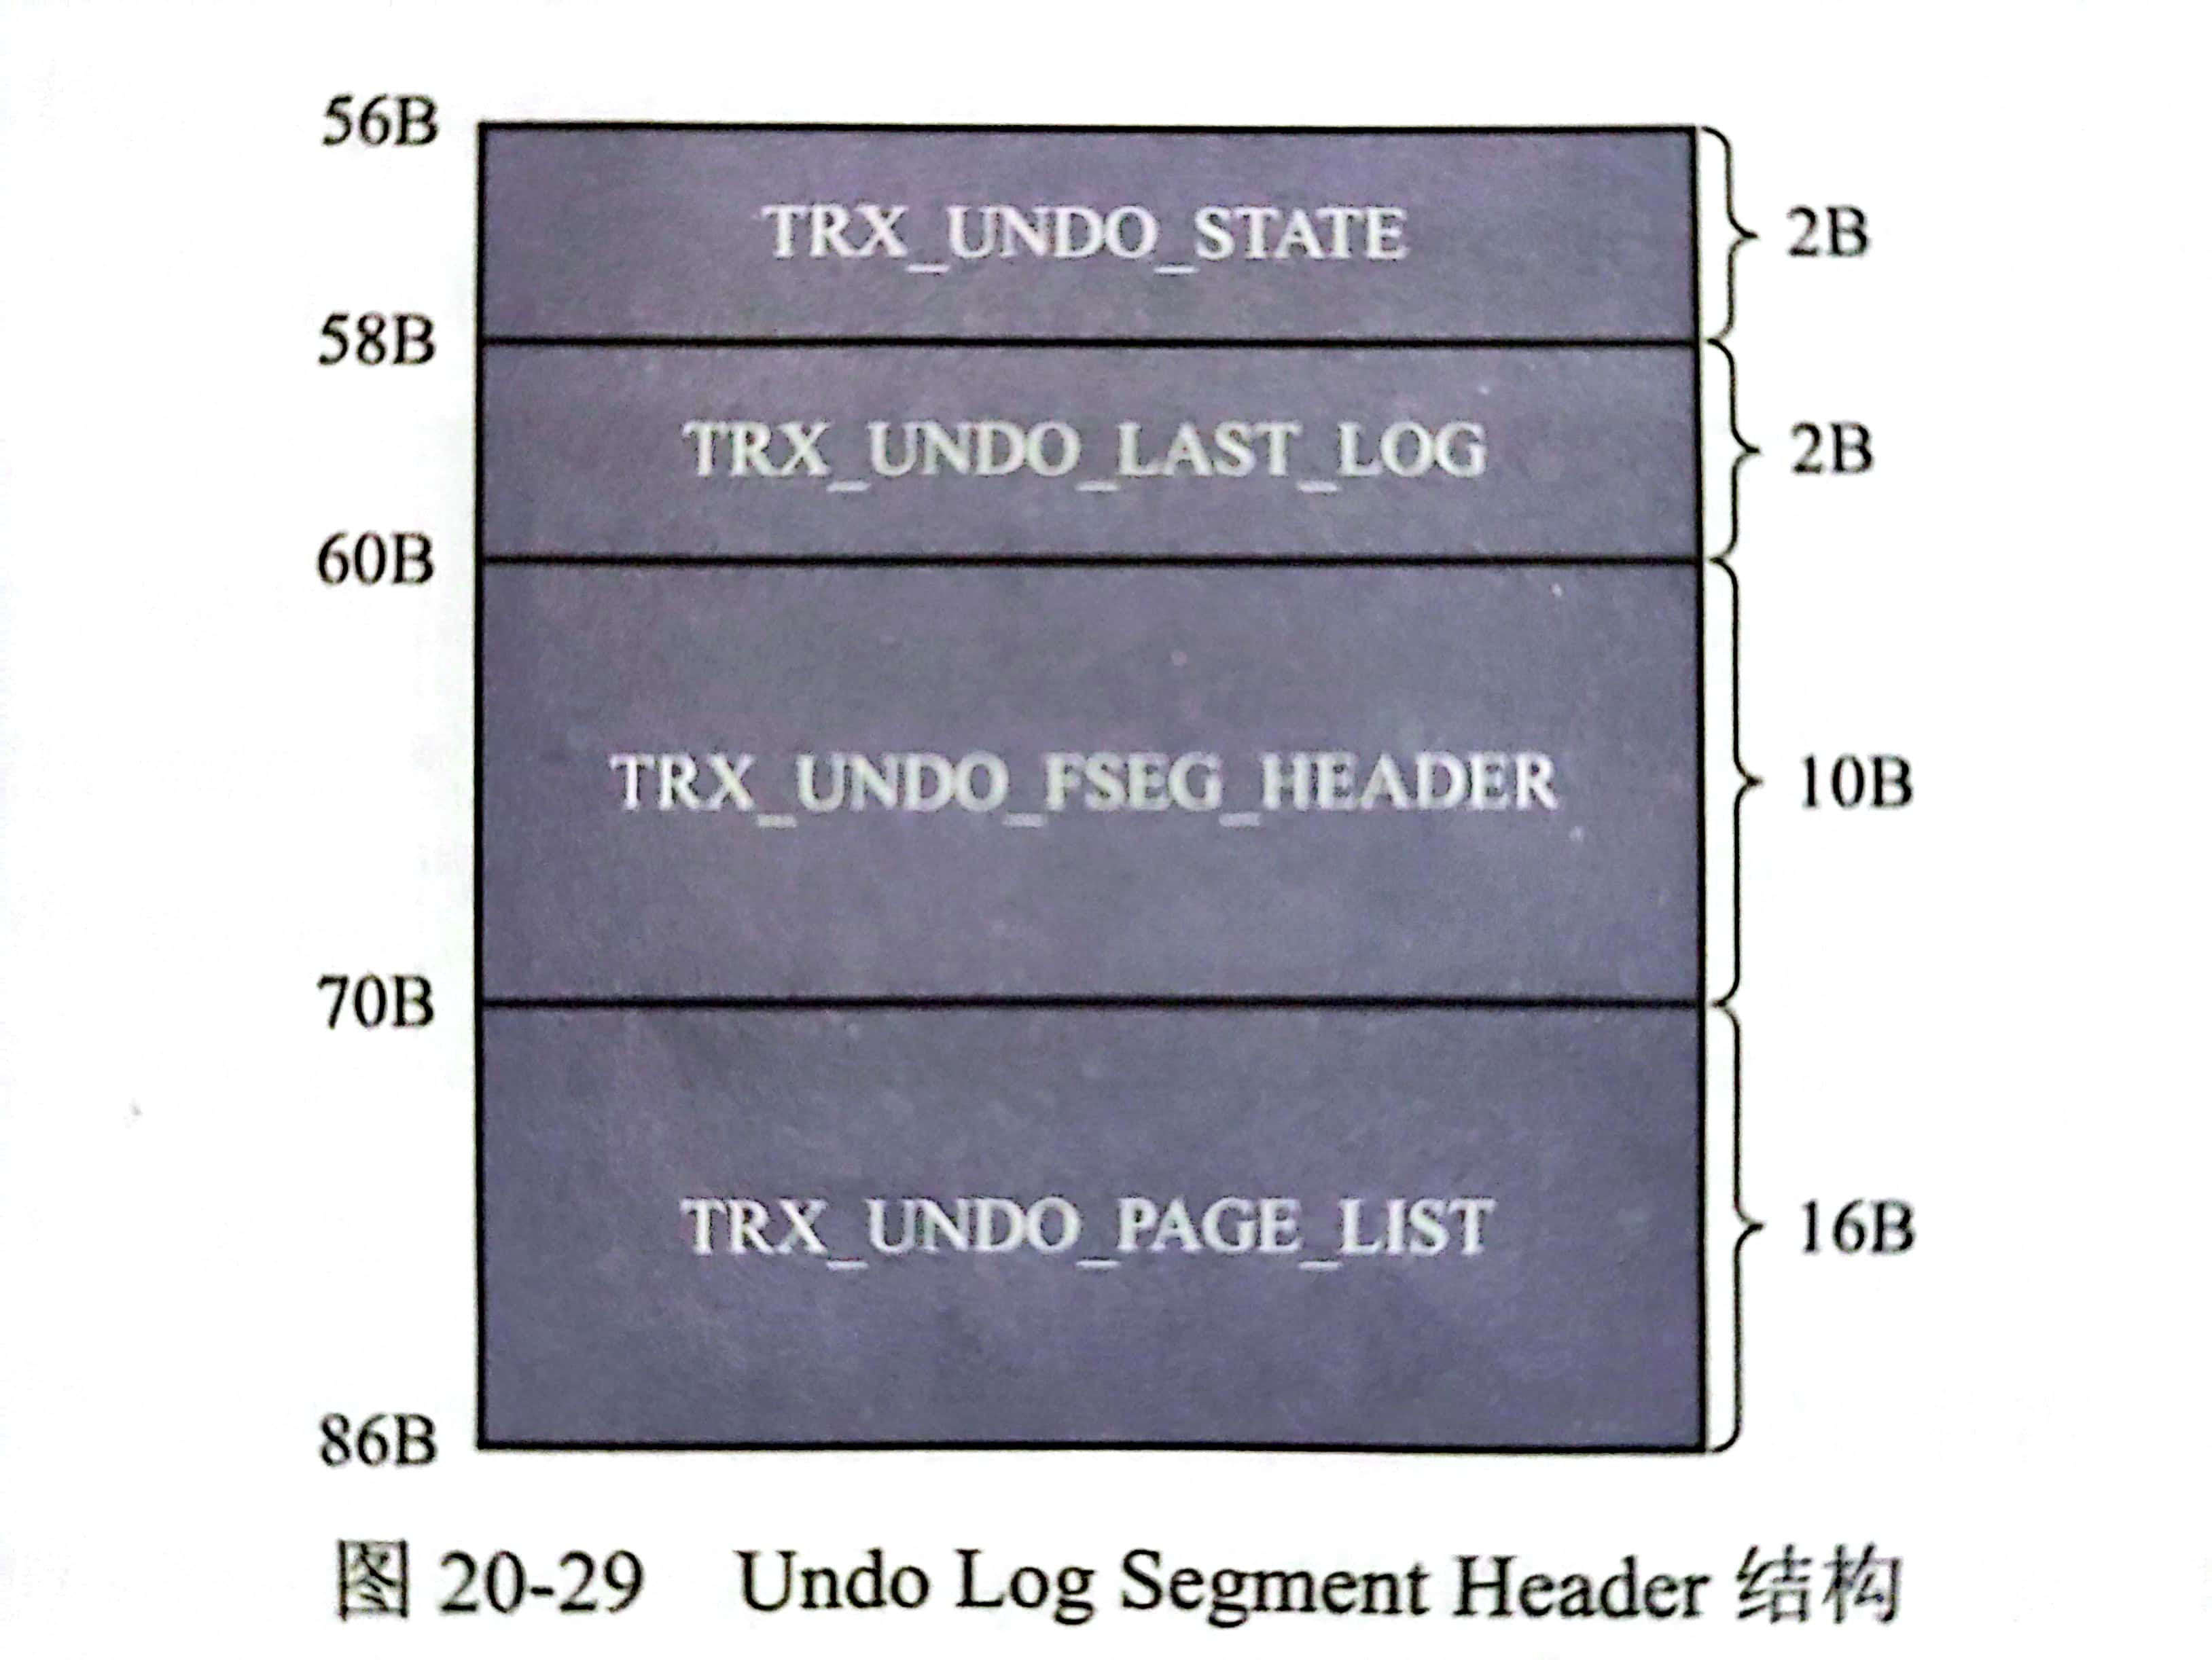 56B
TRX_UNDO_STATE 2B
58B
TRX_UNDO_LAST_LOG 2B
60B
TRX_UNDO_FSEG_HEADER 10B
70B
TRX_UNDO_PAGE_LIST 16B
86B
图 20-29 Undo Log Segment Header 结构